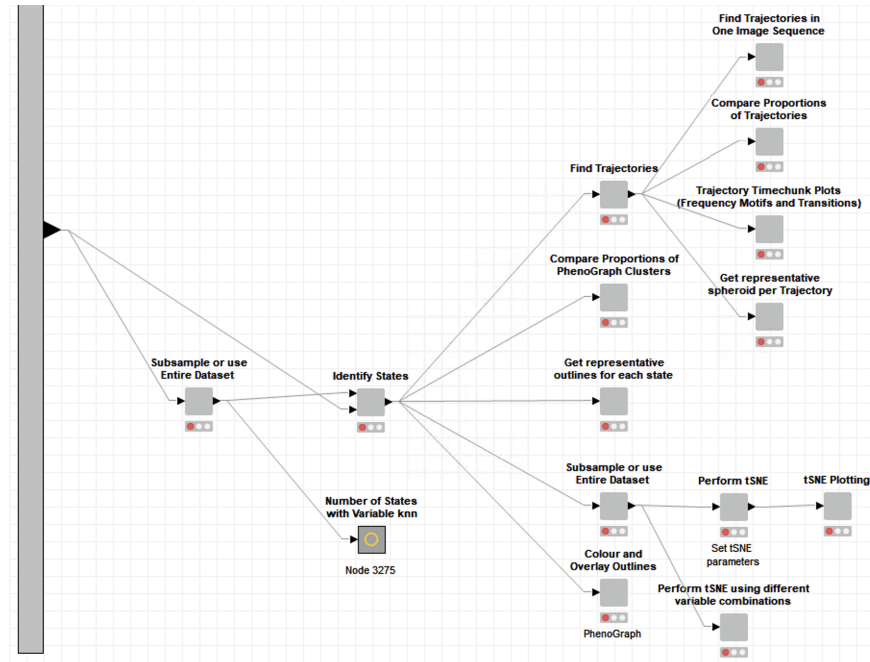 Find Trajectories in
One Image Sequence
Compare Proportions
of Trajectories
Find Trajectories
Trajectory Timechunk Plots
(Frequency Motifs and Transitions)
Compare Proportions of
PhenoGraph Clusters
Get representative
spheroid per Trajectory
Subsample or use
Entire Dataset
Identify States
Get representative
outlines for each state
Subsample or use
Entire Dataset
Perform tSNE
tSNE Plotting
Number of States
with Variable knn
Node 3275
Set tSNE
parameters
Colour and
Overlay Outlines
PhenoGraph
Perform tSNE using different
variable combinations